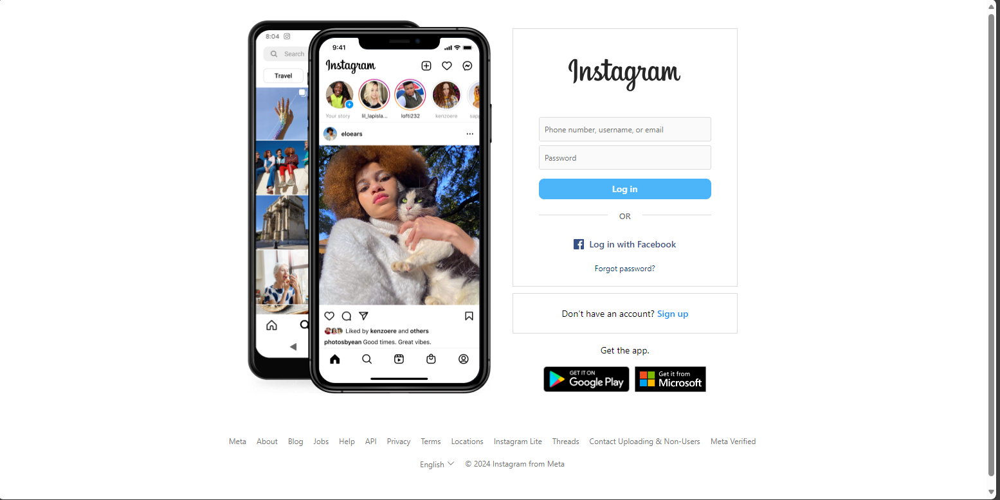 8:04
Search
Travel
9:41
Instagram
Your story
lil_lapisla...
lofti232
kenzoere
sap
eloears
Liked by kenzoere and others
photosbyean Good times. Great vibes.
Instagram
Phone number, username, or email
Password
Log in
OR
Log in with Facebook
Forgot password?
Don't have an account? Sign up
Get the app.
GET IT ON
Google Play
Get it from
Microsoft
Meta About Blog Jobs Help API Privacy Terms Locations Instagram Lite Threads Contact Uploading & Non-Users Meta Verified
English © 2024 Instagram from Meta